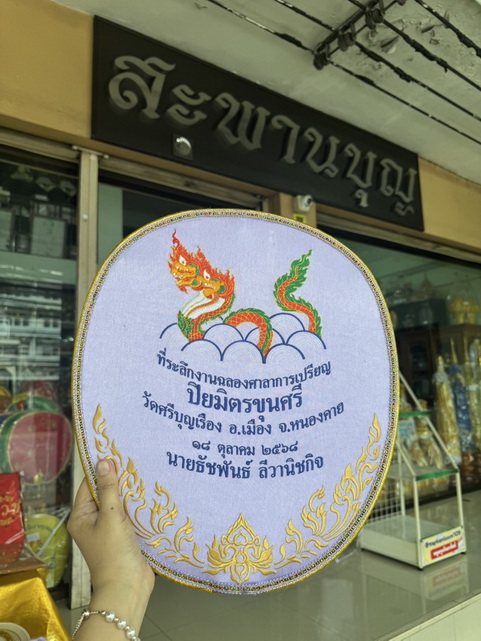 สะพานบุญ
ที่ระลึกงานฉลองศาลาการเปรียญ
ปิยมิตรขุนศรี
วัดศรีบุญเรือง อ.เมือง จ.หนองคาย
๑๘ ตุลาคม ๒๕๖๘
นายธัชพันธ์ ลีวานิชกิจ